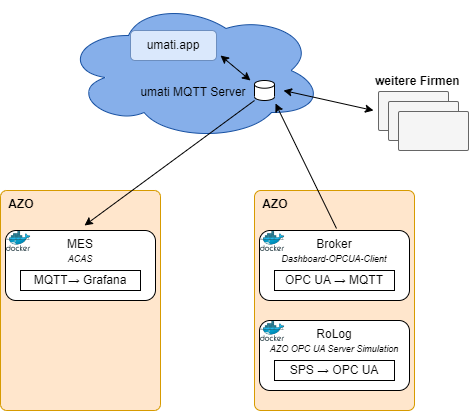 umati.app
umati MQTT Server
weitere Firmen
AZO
docker
MES
ACAS
MQTT→ Grafana
AZO
docker
Broker
Dashboard-OPCUA-Client
OPC UA → MQTT
docker
RoLog
AZO OPC UA Server Simulation
SPS → OPC UA